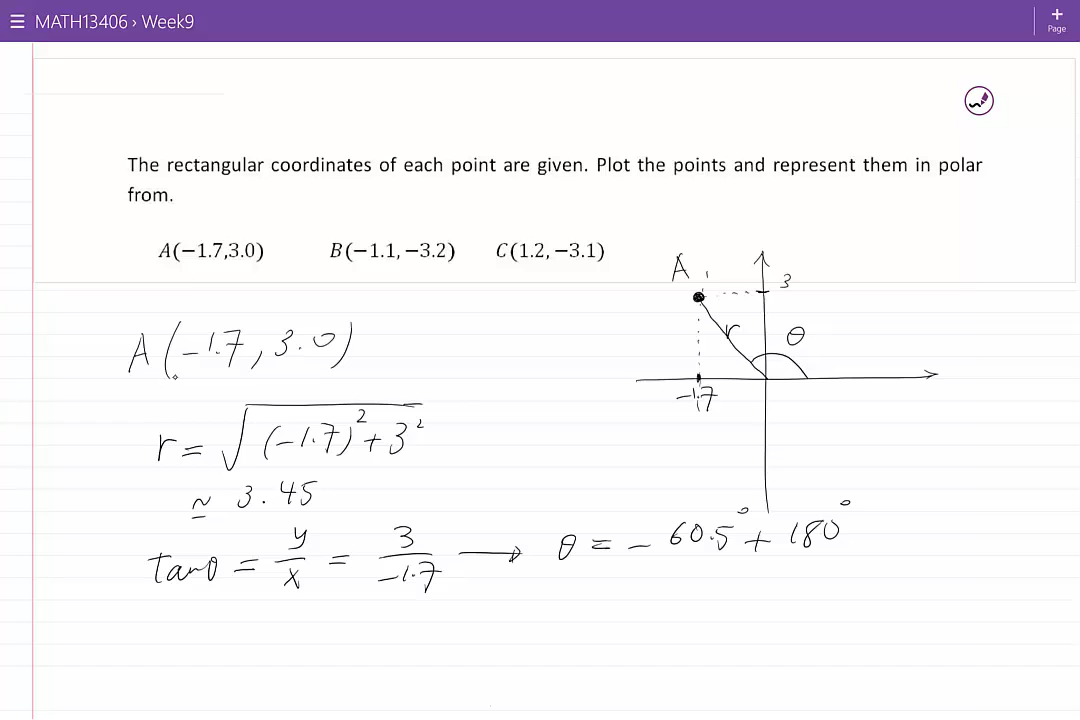 MATH13406 › Week9
+
Page
The rectangular coordinates of each point are given. Plot the points and represent them in polar
from.
A(−1.7,3.0) B(−1.1,−3.2) C(1.2,−3.1)
A
3
r θ
-1.7
A(-1.7, 3.0)
r = √((-1.7)² + 3²)
≃ 3.45
tanθ = y/x = 3/-1.7 → θ = -60.5° + 180°